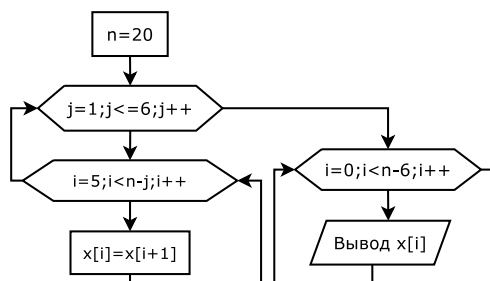 n=20
j=1;j<=6;j++
i=5;i<n-j;i++
x[i]=x[i+1]
i=0;i<n-6;i++
Вывод x[i]